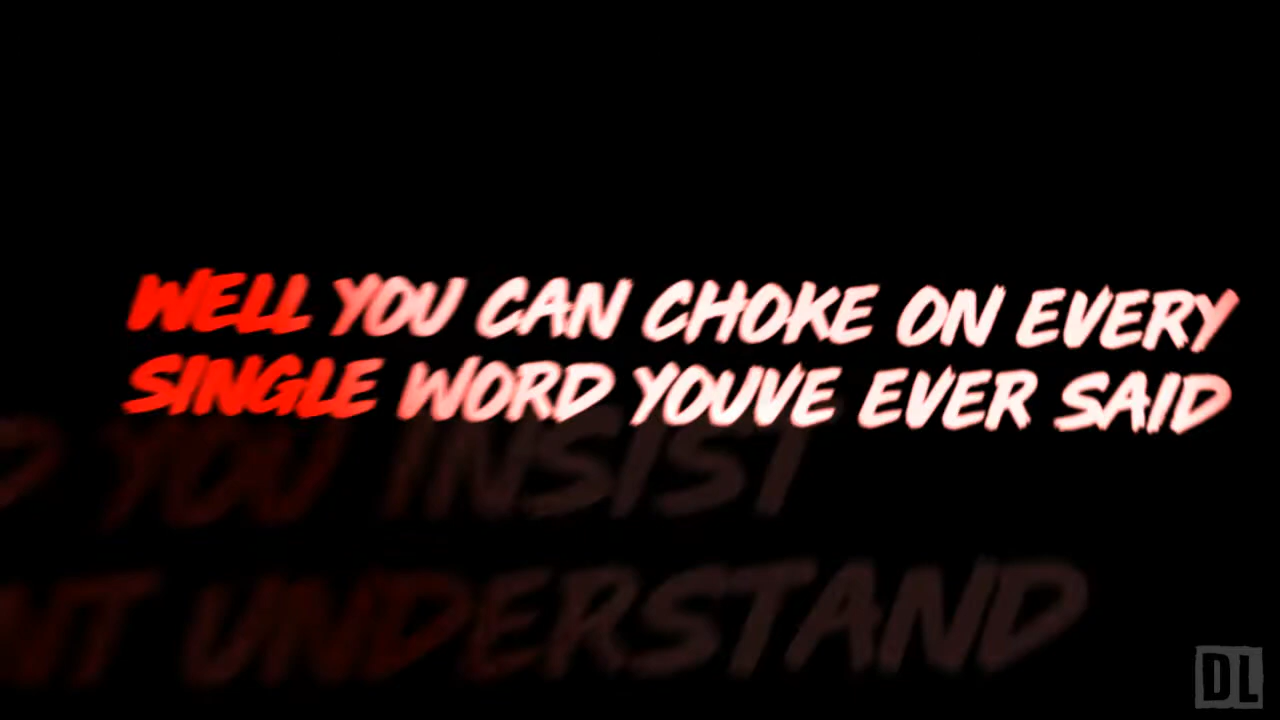 WELL YOU CAN CHOKE ON EVERY
SINGLE WORD YOUVE EVER SAID
YOU INSIST
UNDERSTAND
DL